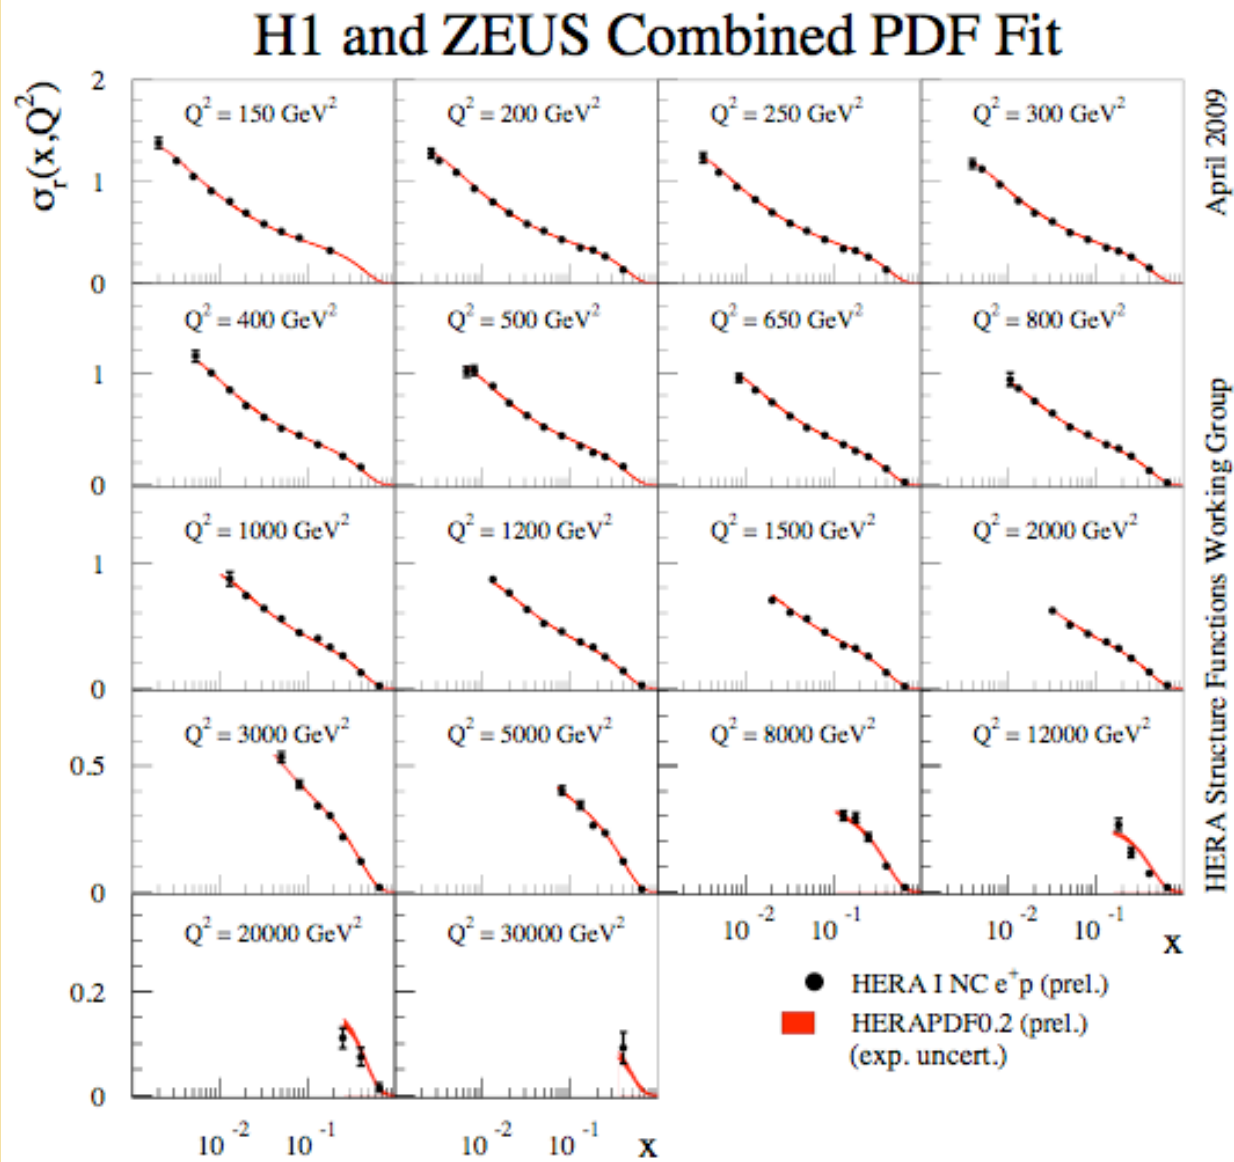 H1 and ZEUS Combined PDF Fit
σr(x,Q²)
April 2009
HERA Structure Functions Working Group
2
1
0
Q² = 150 GeV²
Q² = 200 GeV²
Q² = 250 GeV²
Q² = 300 GeV²
1
0
Q² = 400 GeV²
Q² = 500 GeV²
Q² = 650 GeV²
Q² = 800 GeV²
1
0
Q² = 1000 GeV²
Q² = 1200 GeV²
Q² = 1500 GeV²
Q² = 2000 GeV²
0.5
0
Q² = 3000 GeV²
Q² = 5000 GeV²
Q² = 8000 GeV²
Q² = 12000 GeV²
10⁻² 10⁻¹ 10⁻² 10⁻¹ x
0.2
0
Q² = 20000 GeV²
Q² = 30000 GeV²
HERA I NC e⁺p (prel.)
HERAPDF0.2 (prel.)
(exp. uncert.)
10⁻² 10⁻¹ 10⁻² 10⁻¹ x